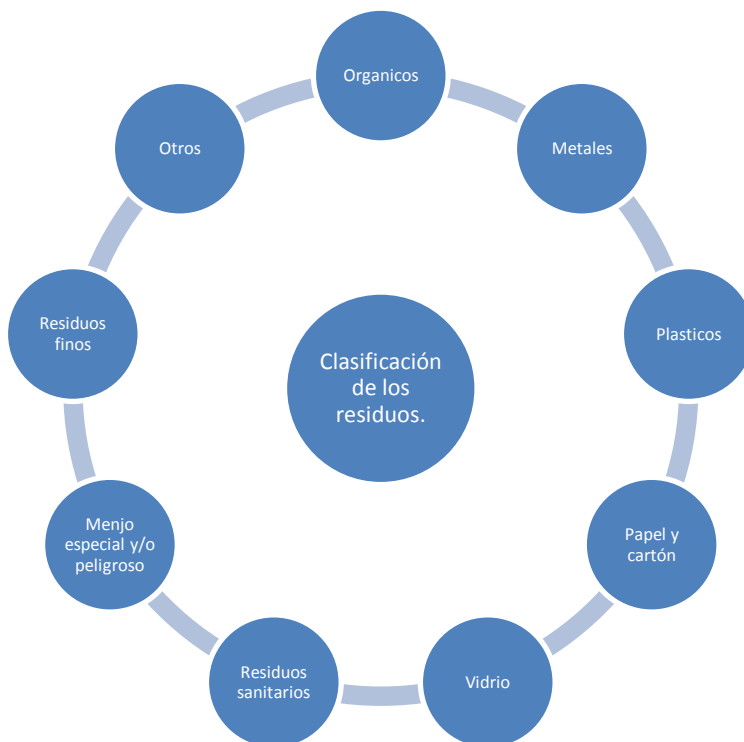 Organicos
Metales
Plasticos
Papel y
cartón
Vidrio
Residuos
sanitarios
Menjo
especial y/o
peligroso
Residuos
finos
Otros
Clasificación
de los
residuos.